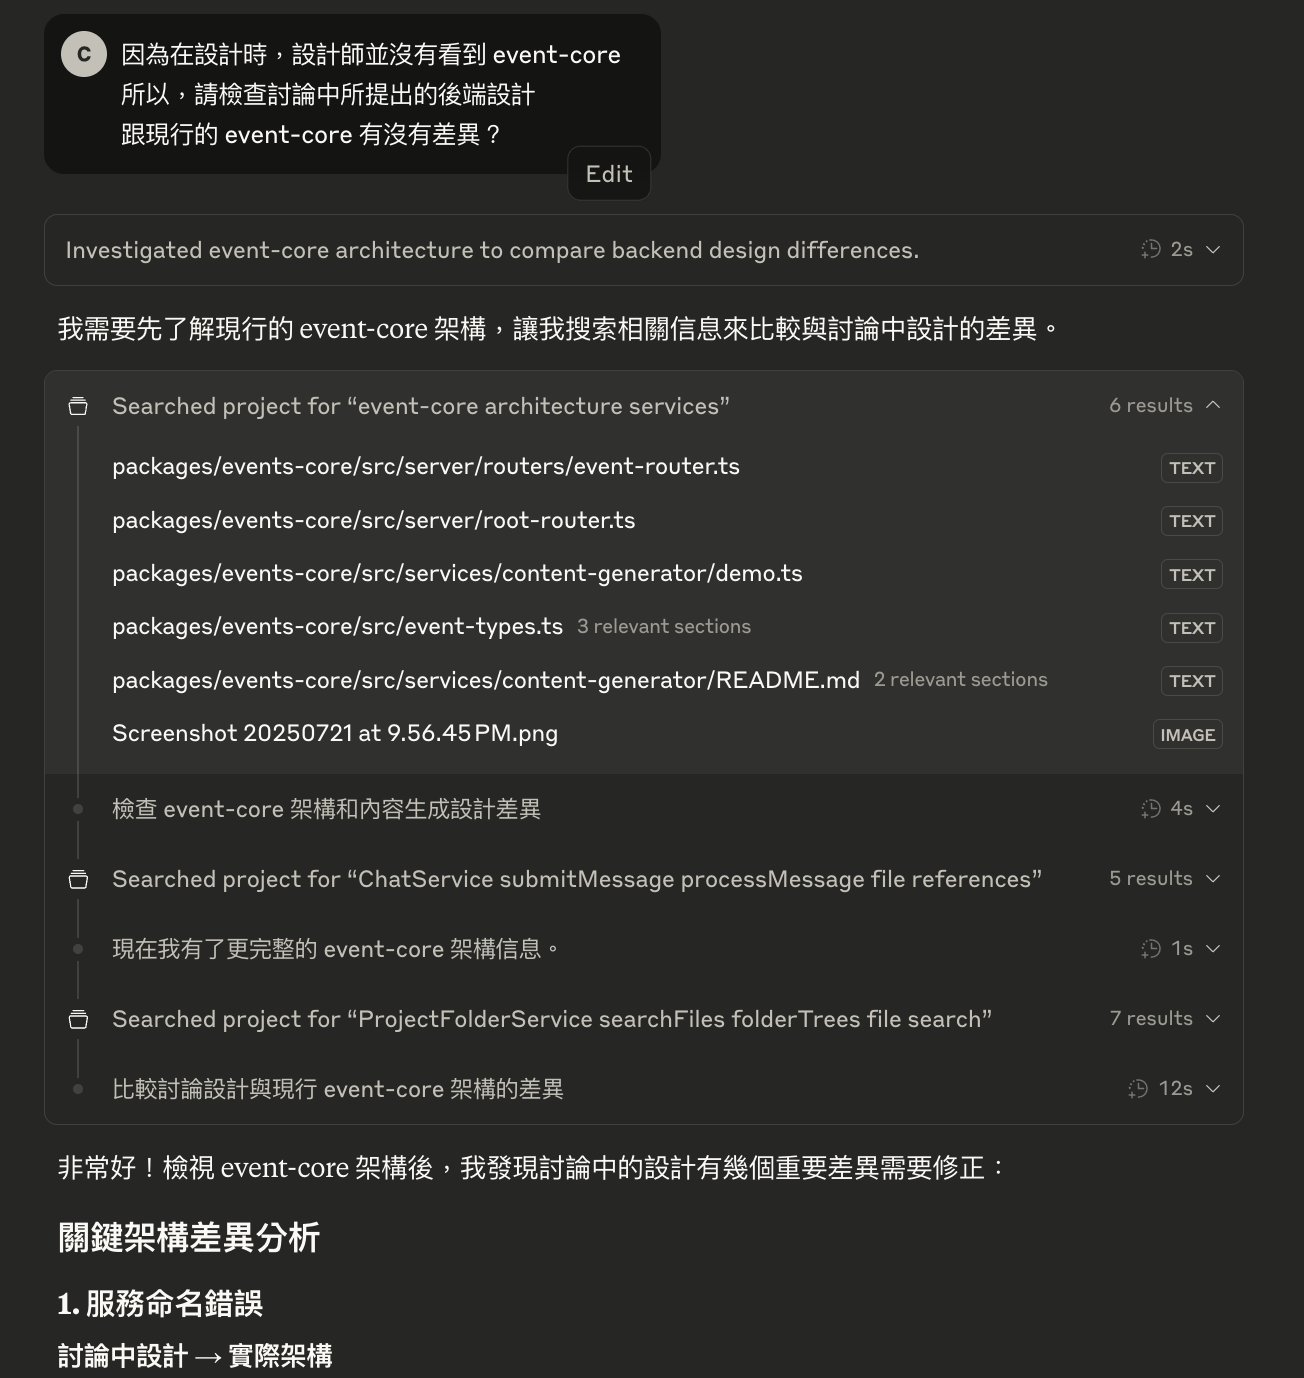 C
因為在設計時，設計師並沒有看到 event-core
所以，請檢查討論中所提出的後端設計
跟現行的 event-core 有沒有差異？
Edit
Investigated event-core architecture to compare backend design differences.
2s
我需要先了解現行的 event-core 架構，讓我搜索相關信息來比較與討論中設計的差異。
Searched project for “event-core architecture services”
6 results
packages/events-core/src/server/routers/event-router.ts
TEXT
packages/events-core/src/server/root-router.ts
TEXT
packages/events-core/src/services/content-generator/demo.ts
TEXT
packages/events-core/src/event-types.ts 3 relevant sections
TEXT
packages/events-core/src/services/content-generator/README.md 2 relevant sections
TEXT
Screenshot 20250721 at 9.56.45 PM.png
IMAGE
檢查 event-core 架構和內容生成設計差異
4s
Searched project for “ChatService submitMessage processMessage file references”
5 results
現在我有了更完整的 event-core 架構信息。
1s
Searched project for “ProjectFolderService searchFiles folderTrees file search”
7 results
比較討論設計與現行 event-core 架構的差異
12s
非常好！檢視 event-core 架構後，我發現討論中的設計有幾個重要差異需要修正：
關鍵架構差異分析
1. 服務命名錯誤
討論中設計 → 實際架構